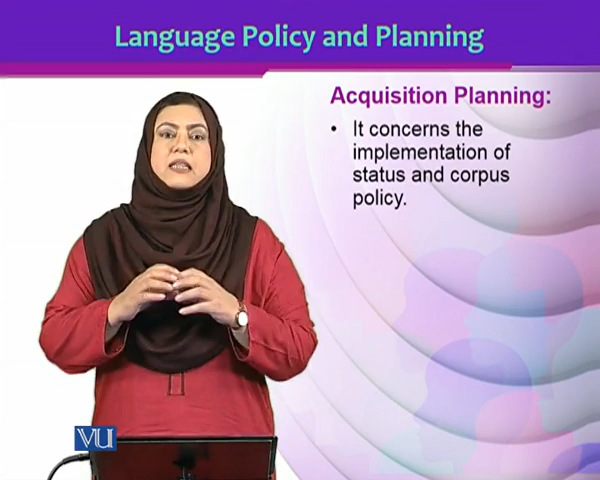 Language Policy and Planning
Acquisition Planning:
• It concerns the
implementation of
status and corpus
policy.
VU